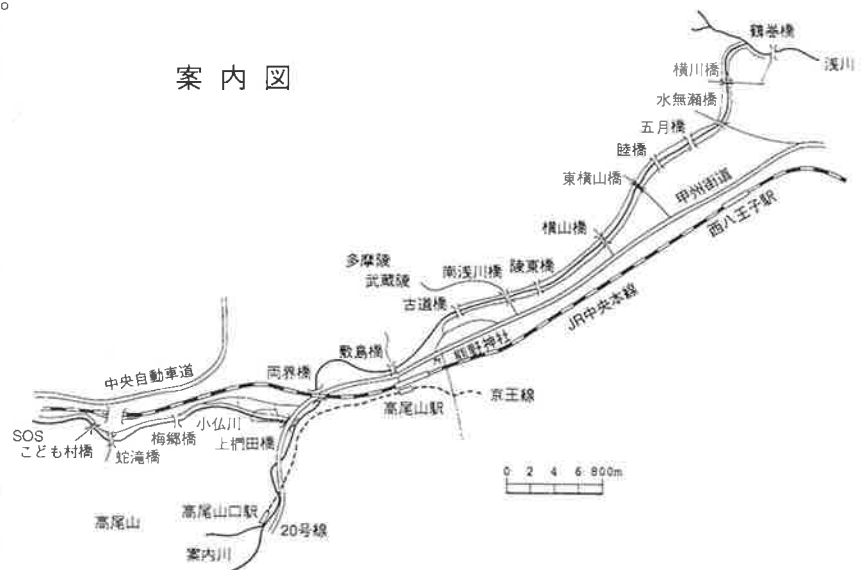 。
案内図
鶴巻橋
浅川
横川橋
水無瀬橋
五月橋
睦橋
東横山橋
甲州街道
西八王子駅
横山橋
多摩陵
武蔵陵
南浅川橋
陵東橋
古道橋
JR中央本線
熊野神社
敷島橋
両界橋
中央自動車道
京王線
高尾山駅
小仏川
梅郷橋
上椚田橋
SOS
こども村橋
蛇滝橋
0 2 4 6 800m
高尾山
高尾山口駅
20号線
案内川